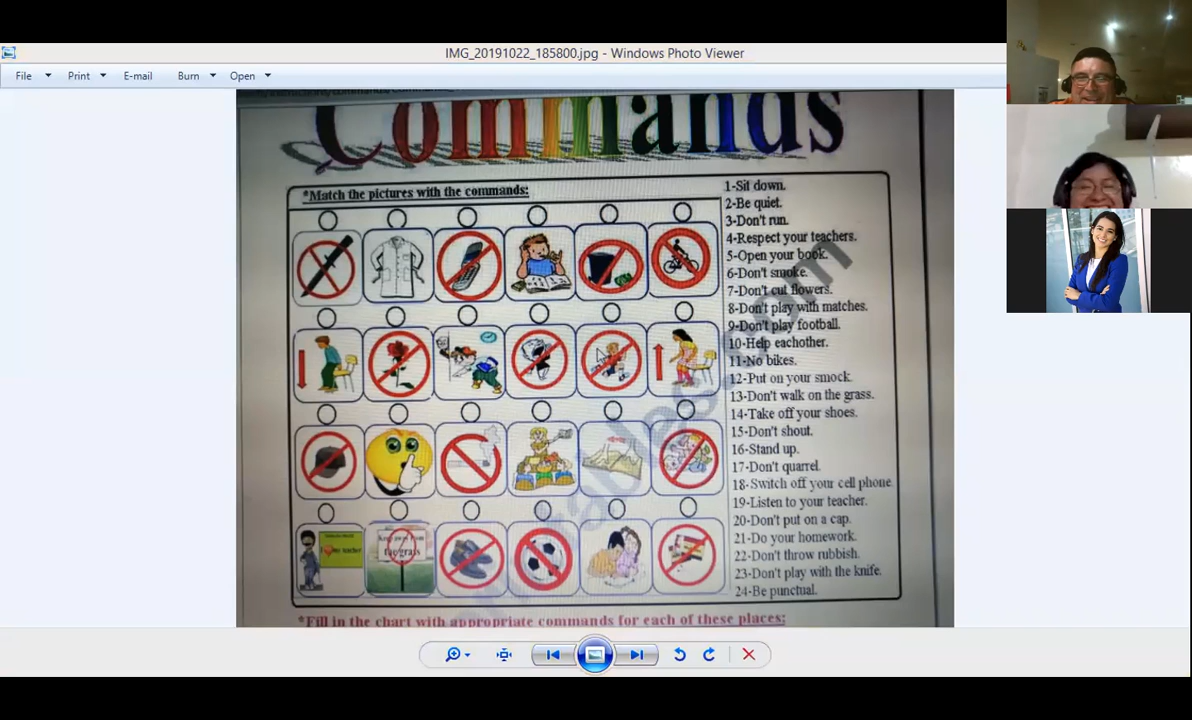 IMG_20191022_185800.jpg - Windows Photo Viewer
File Print E-mail Burn Open
Commands
*Match the pictures with the commands:
1-Sit down.
2-Be quiet.
3-Don't run.
4-Respect your teachers.
5-Open your book.
6-Don't smoke.
7-Don't cut flowers.
8-Don't play with matches.
9-Don't play football.
10-Help eachother.
11-No bikes.
12-Put on your smock.
13-Don't walk on the grass.
14-Take off your shoes.
15-Don't shout.
16-Stand up.
17-Don't quarrel.
18-Switch off your cell phone.
19-Listen to your teacher.
20-Don't put on a cap.
21-Do your homework.
22-Don't throw rubbish.
23-Don't play with the knife.
24-Be punctual.
the grass
*Fill in the chart with appropriate commands for each of these places: